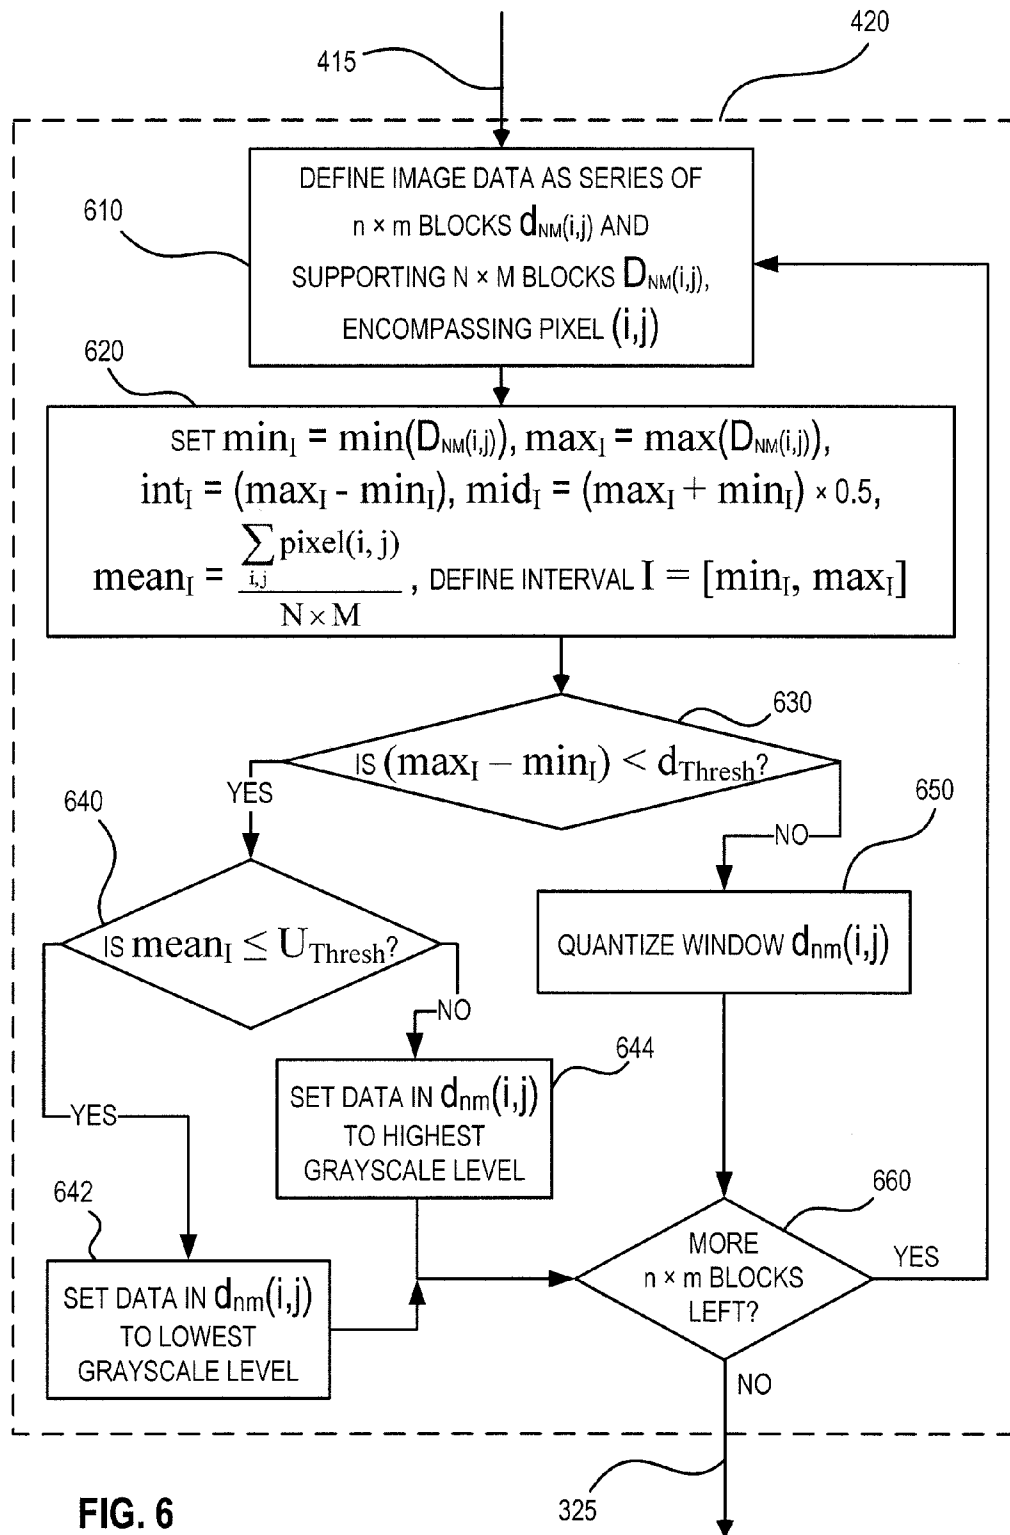 420
415
DEFINE IMAGE DATA AS SERIES OF
n × m BLOCKS dNM(i,j) AND
SUPPORTING N × M BLOCKS DNM(i,j),
ENCOMPASSING PIXEL (i,j)
610
620
SET minI = min(DNM(i,j)), maxI = max(DNM(i,j)),
intI = (maxI - minI), midI = (maxI + minI) × 0.5,
meanI = ∑i,j pixel(i, j) / N × M , DEFINE INTERVAL I = [minI, maxI]
630
IS (maxI – minI) < dThresh?
YES
NO
640
650
IS meanI ≤ UThresh?
QUANTIZE WINDOW dnm(i,j)
NO
YES
644
SET DATA IN dnm(i,j)
TO HIGHEST
GRAYSCALE LEVEL
642
SET DATA IN dnm(i,j)
TO LOWEST
GRAYSCALE LEVEL
660
MORE
n × m BLOCKS
LEFT?
YES
NO
325
FIG. 6